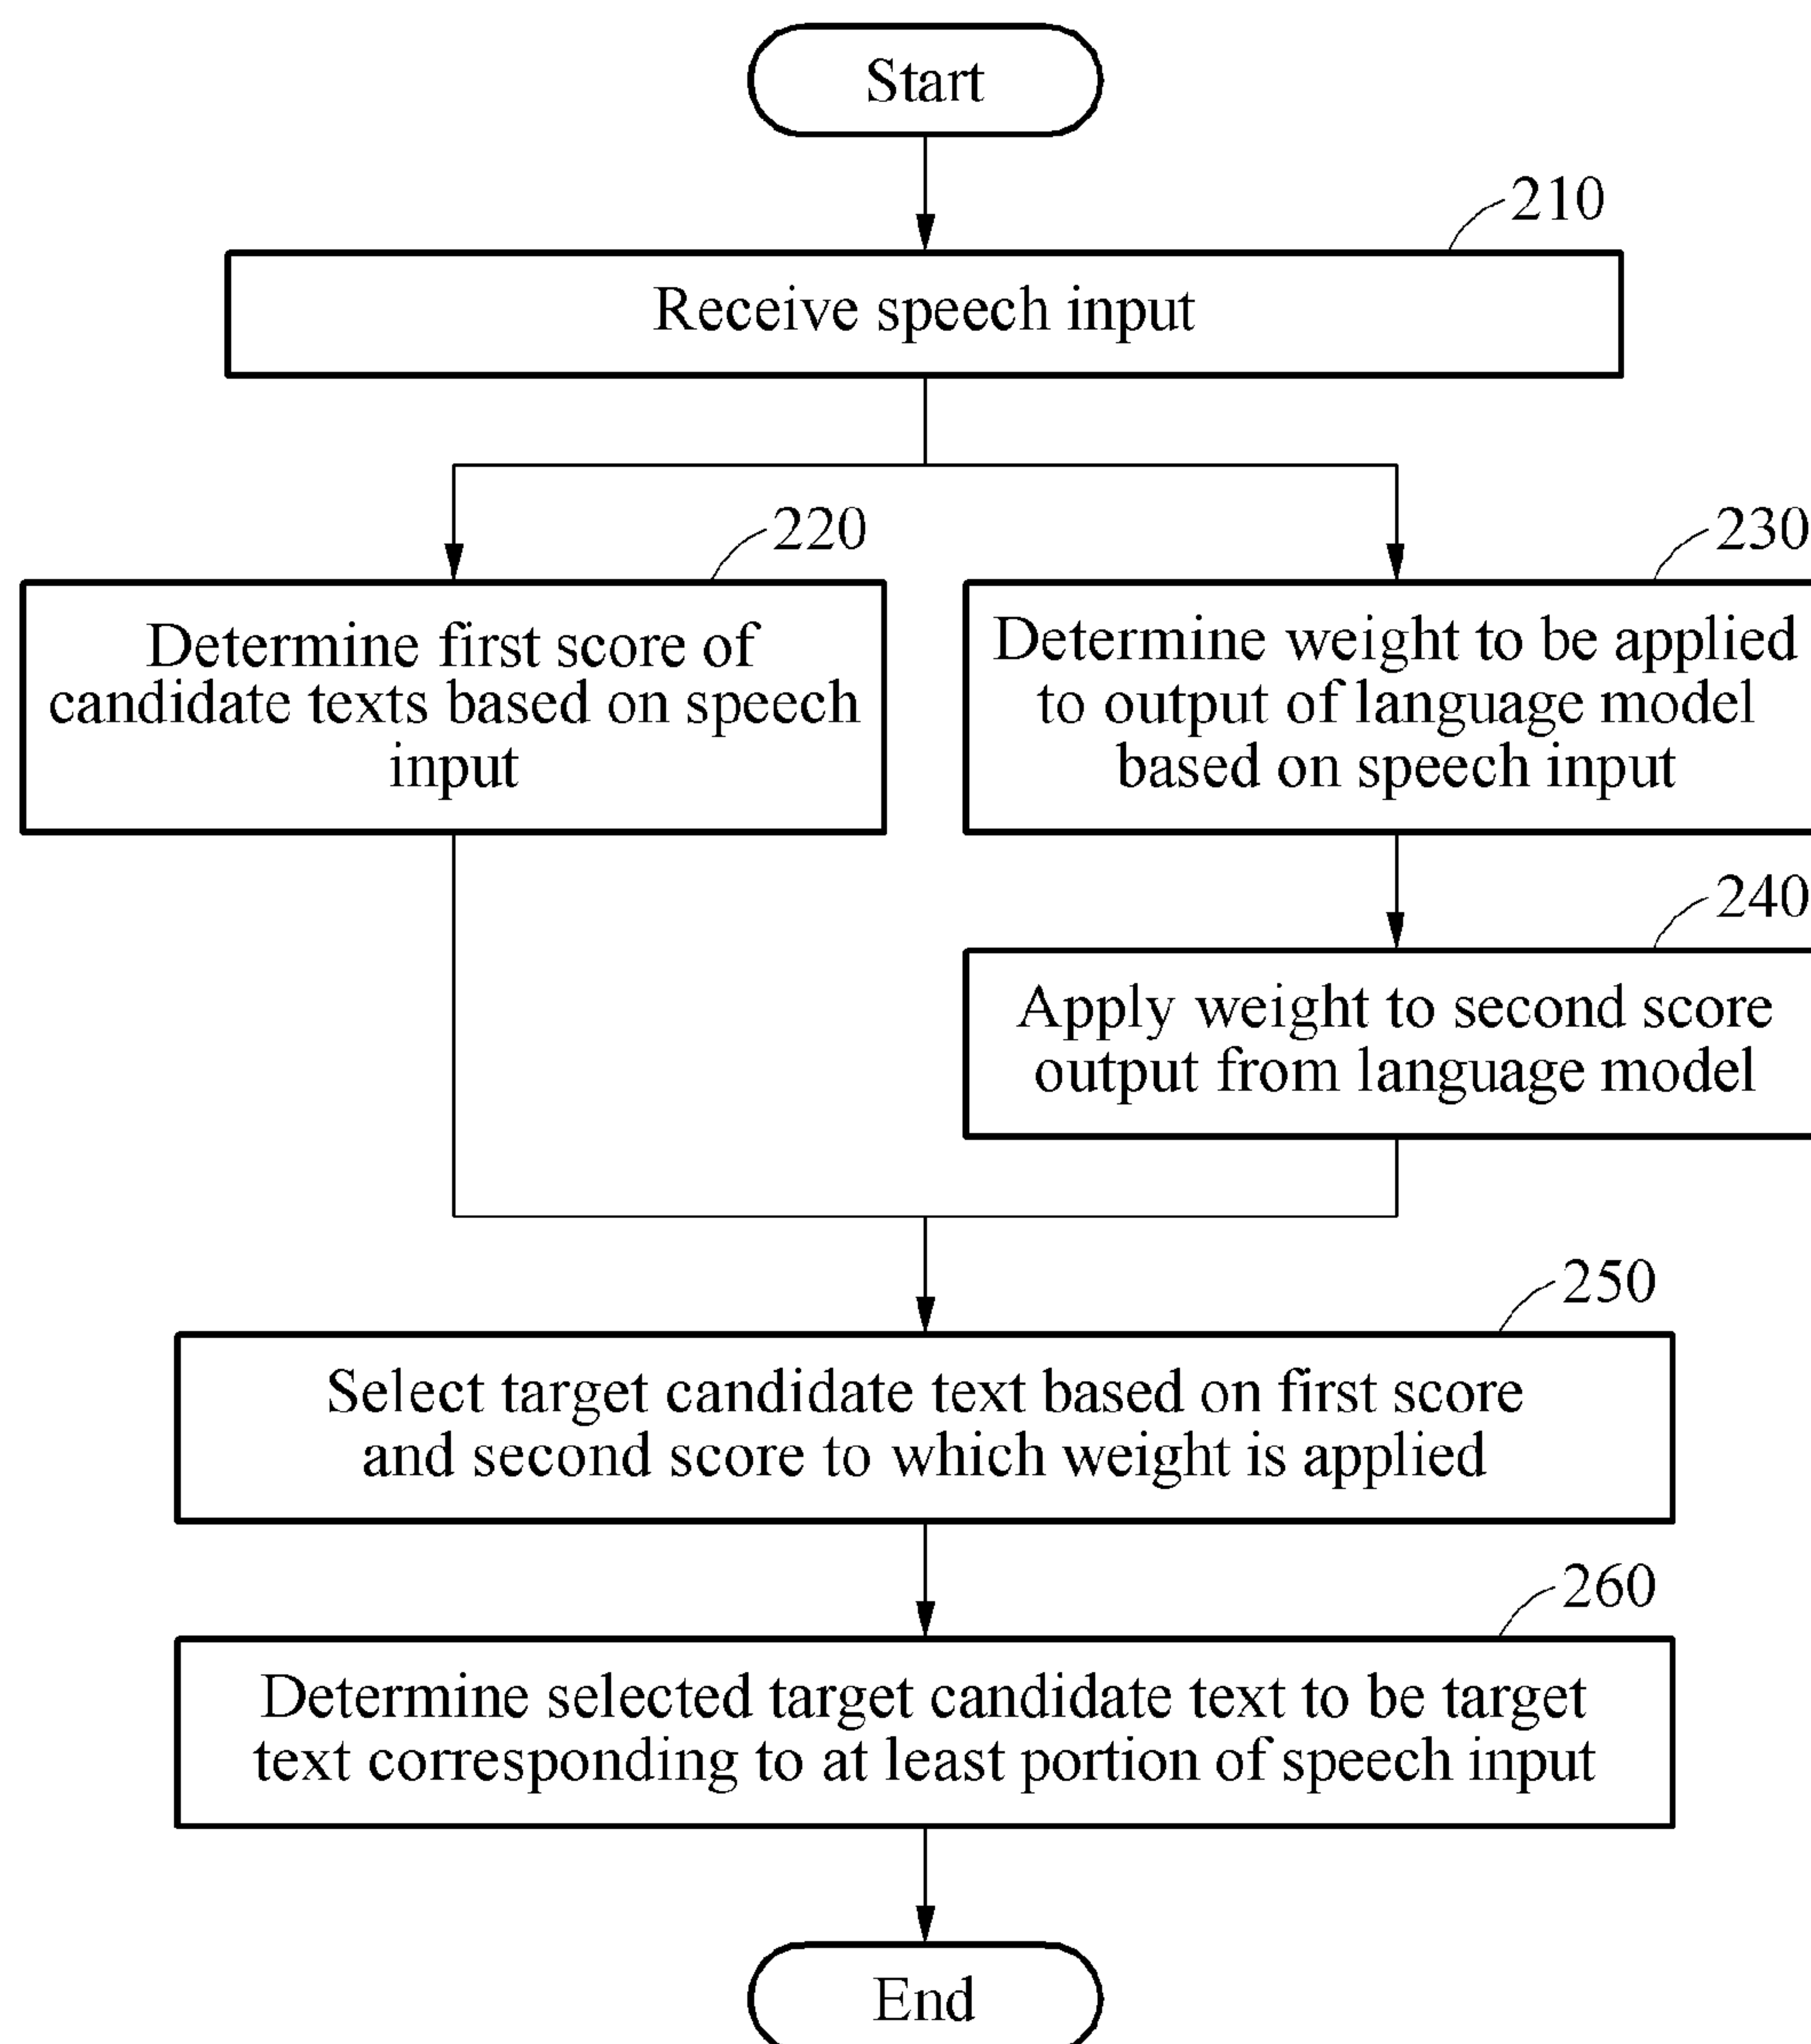 Start
210
Receive speech input
220
Determine first score of
candidate texts based on speech
input
230
Determine weight to be applied
to output of language model
based on speech input
240
Apply weight to second score
output from language model
250
Select target candidate text based on first score
and second score to which weight is applied
260
Determine selected target candidate text to be target
text corresponding to at least portion of speech input
End